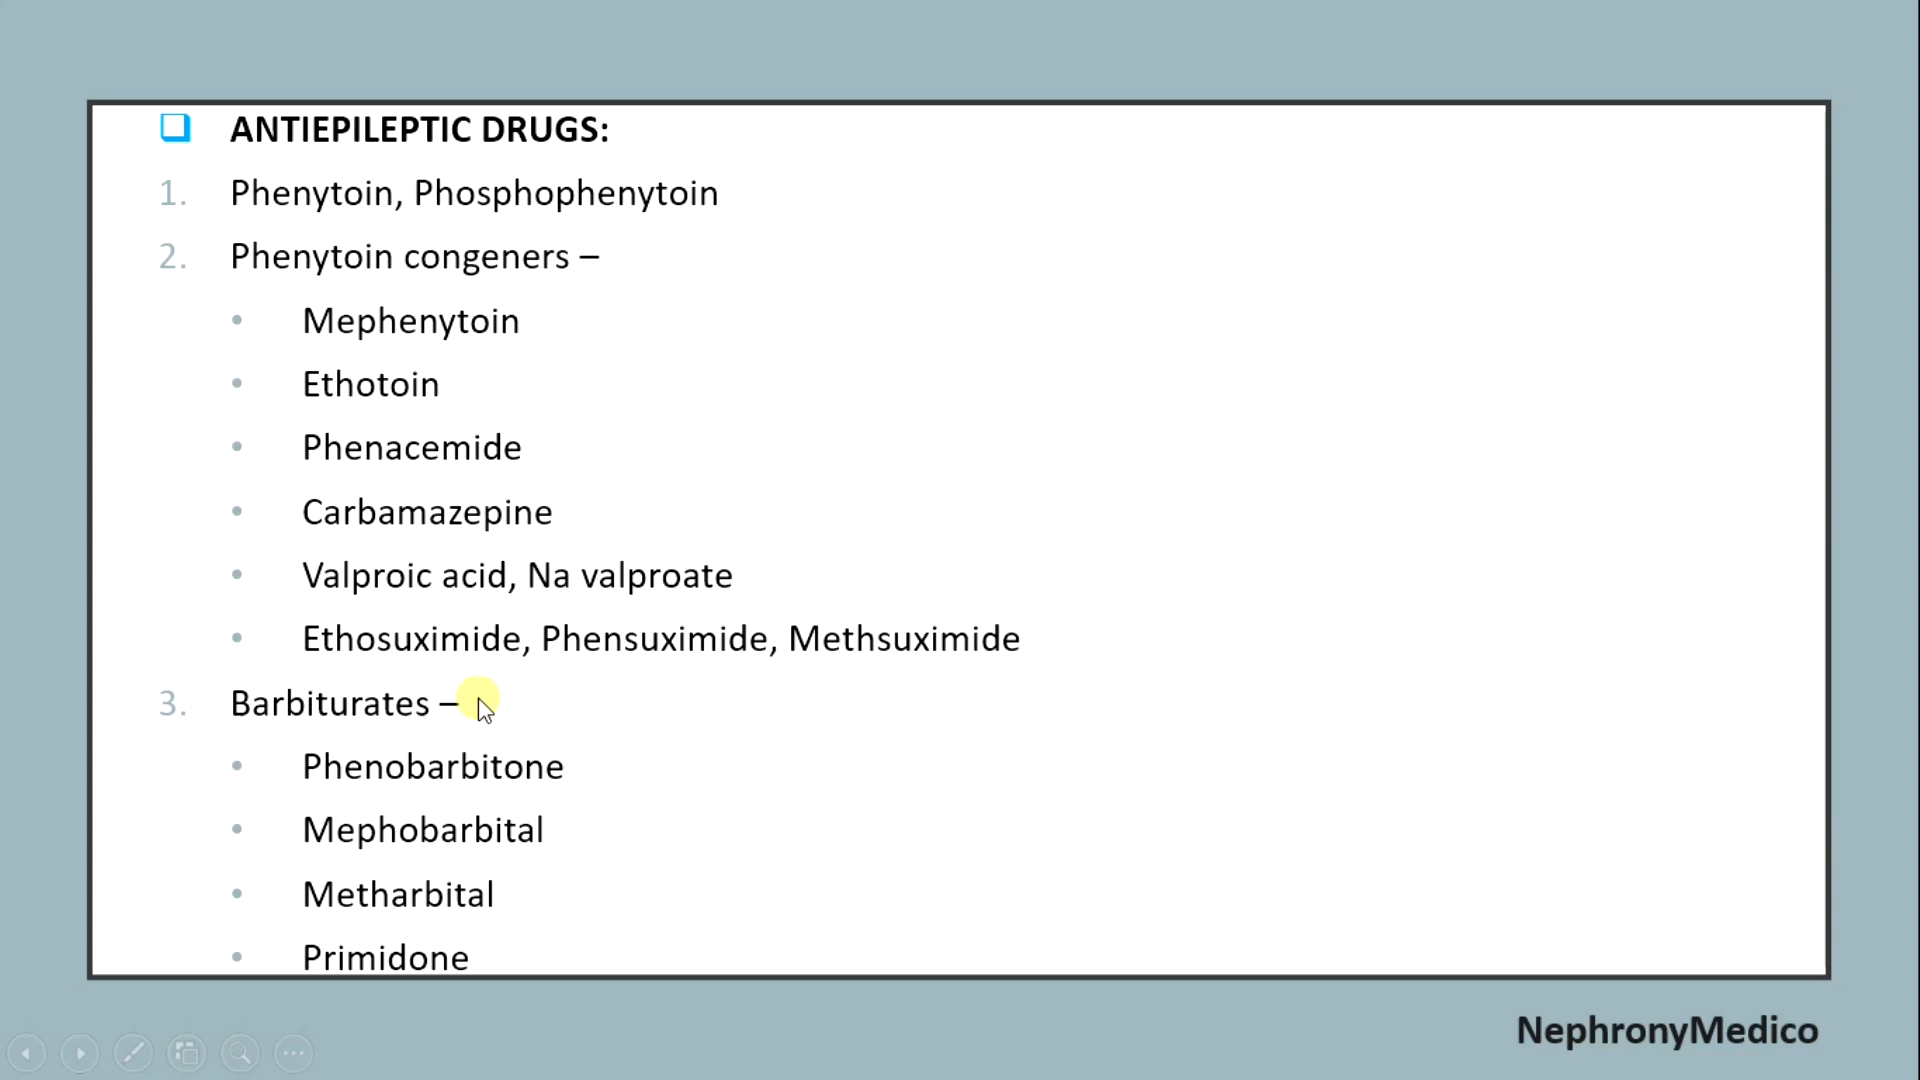 ❑ ANTIEPILEPTIC DRUGS:
1. Phenytoin, Phosphophenytoin
2. Phenytoin congeners –
• Mephenytoin
• Ethotoin
• Phenacemide
• Carbamazepine
• Valproic acid, Na valproate
• Ethosuximide, Phensuximide, Methsuximide
3. Barbiturates –
• Phenobarbitone
• Mephobarbital
• Metharbital
• Primidone
NephronyMedico